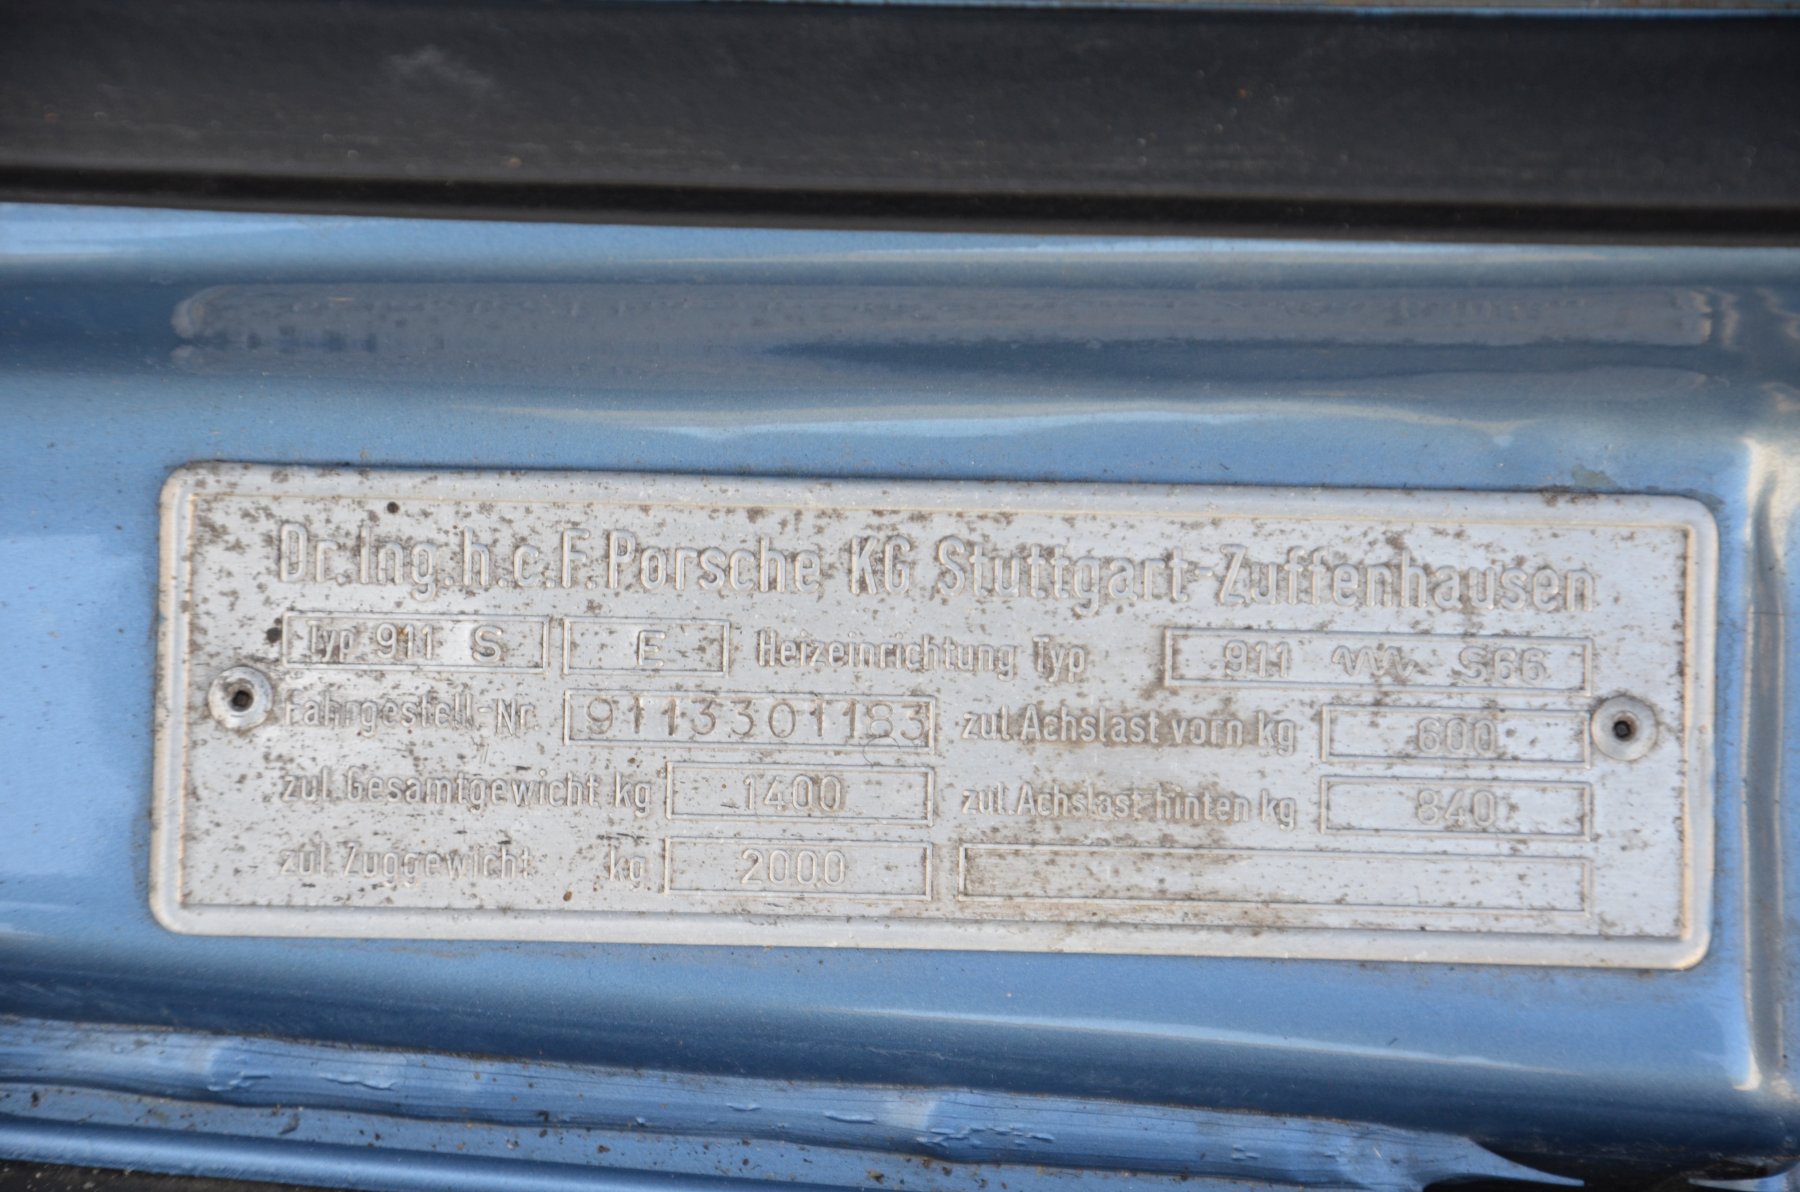 Dr. Ing. h. c. F. Porsche KG Stuttgart-Zuffenhausen
Typ 911 S E Heizeinrichtung Typ 911 S66
Fahrgestell-Nr. 9113301183 zul. Achslast vorn kg 600
zul. Gesamtgewicht kg 1400 zul. Achslast hinten kg 840
zul. Zuggewicht kg 2000